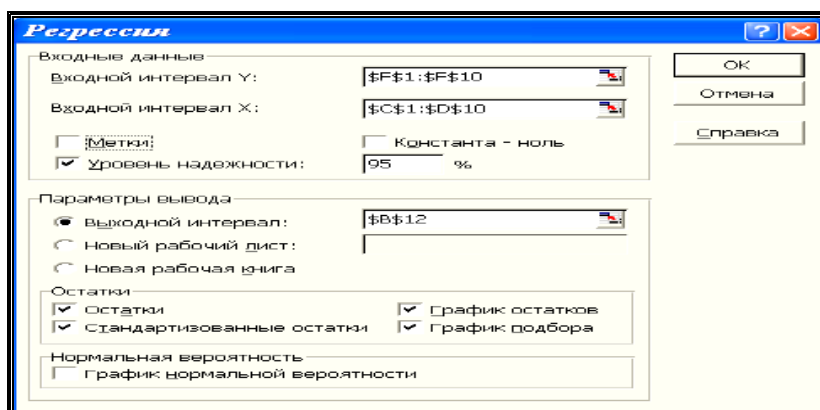 Регрессия
Входные данные
Входной интервал Y: $F$1:$F$10
Входной интервал X: $C$1:$D$10
Метки Константа - ноль
Уровень надежности: 95 %
OK
Отмена
Справка
Параметры вывода
Выходной интервал: $B$12
Новый рабочий лист:
Новая рабочая книга
Остатки
Остатки График остатков
Стандартизованные остатки График подбора
Нормальная вероятность
График нормальной вероятности